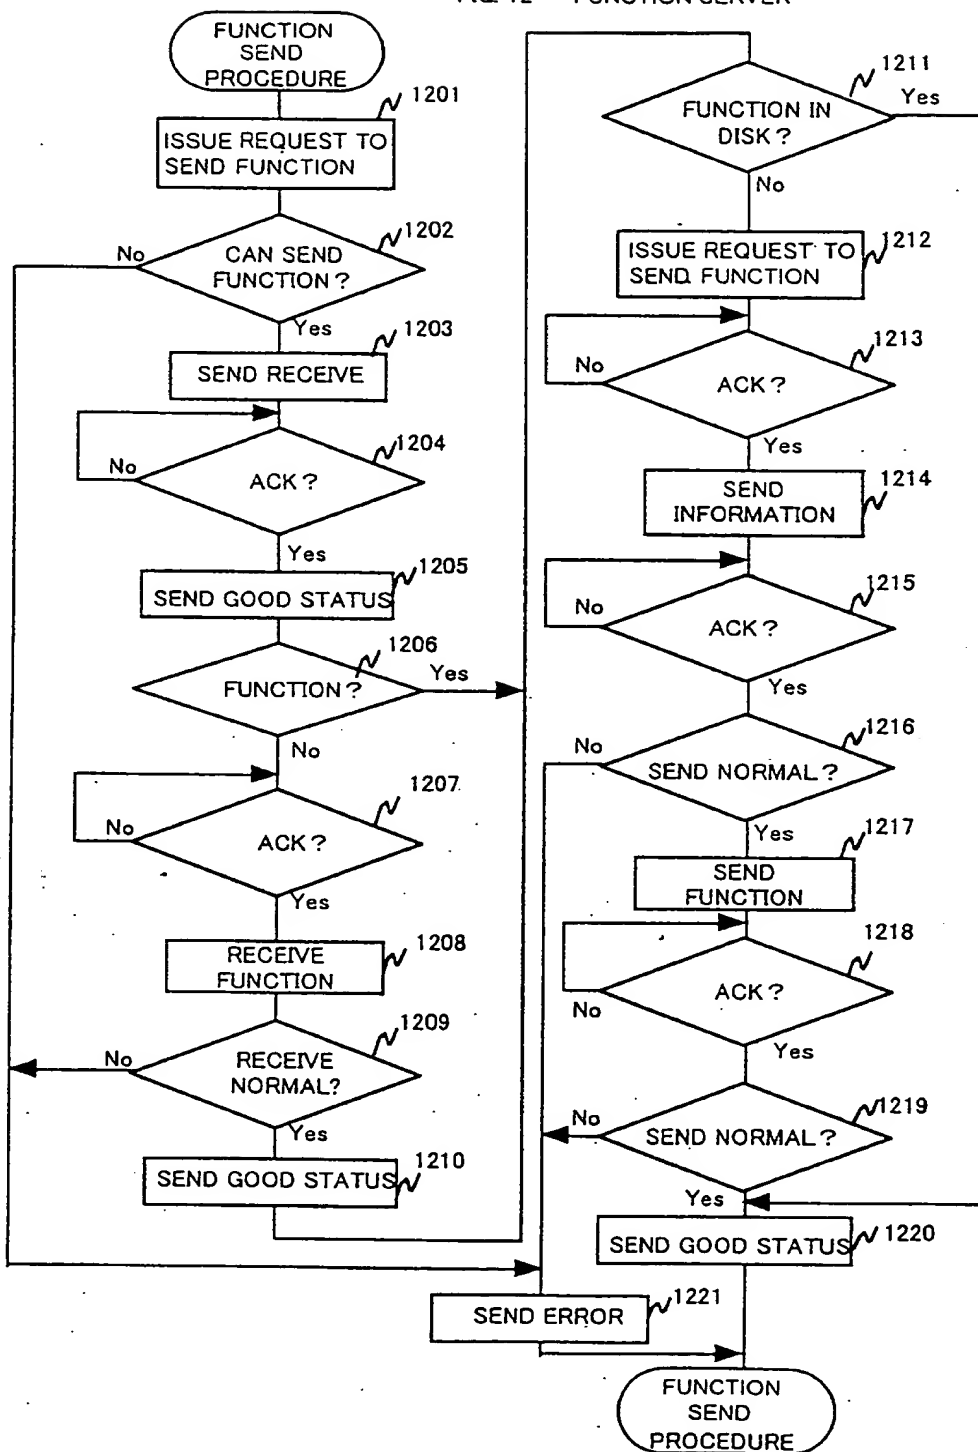 FIG. 12 FUNCTION SERVER
FUNCTION
SEND
PROCEDURE
1201
ISSUE REQUEST TO
SEND FUNCTION
1202
No
CAN SEND
FUNCTION?
Yes
1203
SEND RECEIVE
1204
No
ACK?
Yes
1205
SEND GOOD STATUS
1206
Yes
FUNCTION?
No
1207
No
ACK?
Yes
1208
RECEIVE
FUNCTION
1209
No
RECEIVE
NORMAL?
Yes
1210
SEND GOOD STATUS
1211
Yes
FUNCTION IN
DISK?
No
1212
ISSUE REQUEST TO
SEND FUNCTION
1213
No
ACK?
Yes
1214
SEND
INFORMATION
1215
No
ACK?
Yes
1216
No
SEND NORMAL?
Yes
1217
SEND
FUNCTION
1218
ACK?
No
Yes
1219
No
SEND NORMAL?
Yes
SEND GOOD STATUS
1220
1221
SEND ERROR
FUNCTION
SEND
PROCEDURE